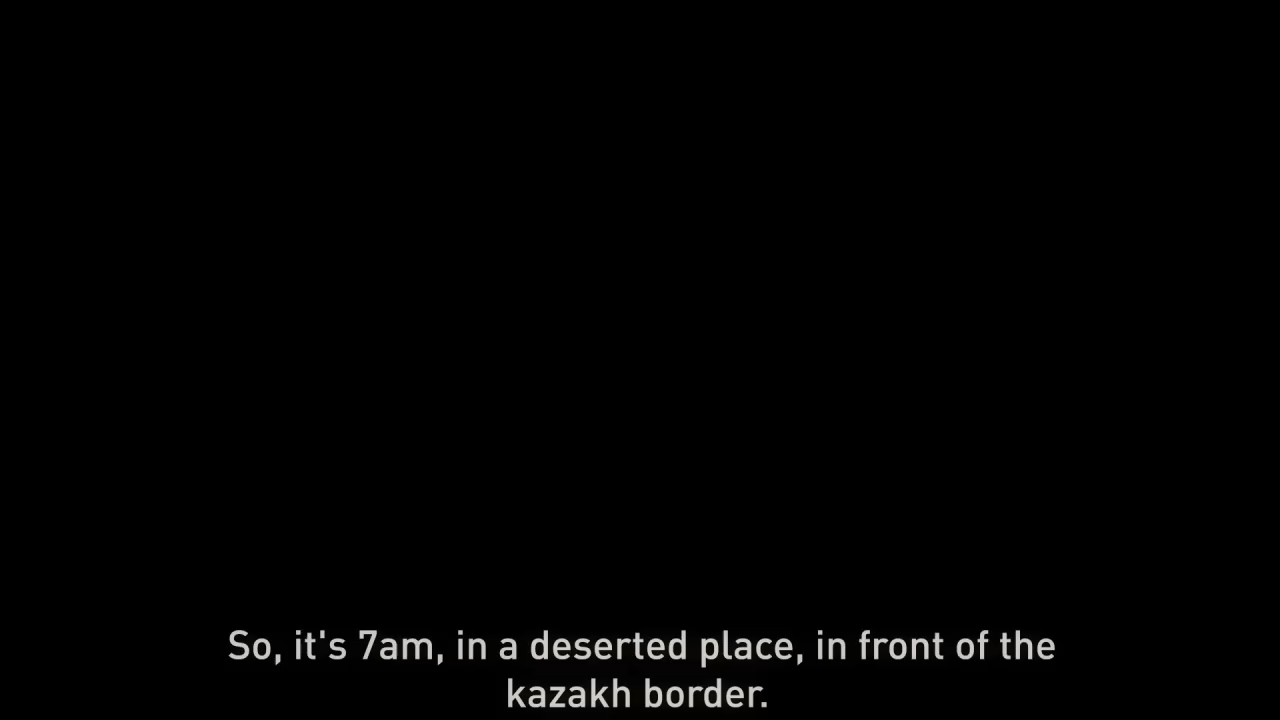 So, it's 7am, in a deserted place, in front of the
kazakh border.